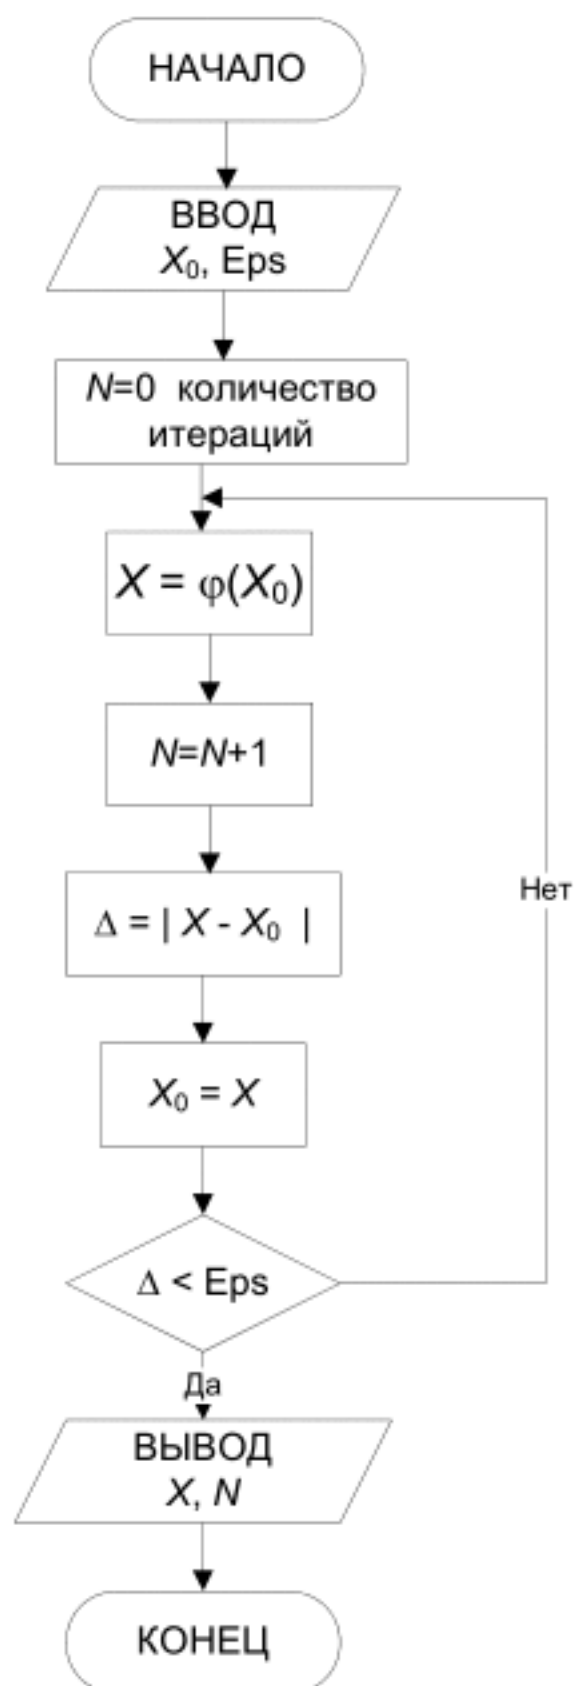 НАЧАЛО
ВВОД
X₀, Eps
N=0 количество
итераций
X = φ(X₀)
N=N+1
Δ = | X - X₀ |
Нет
X₀ = X
Δ < Eps
Да
ВЫВОД
X, N
КОНЕЦ